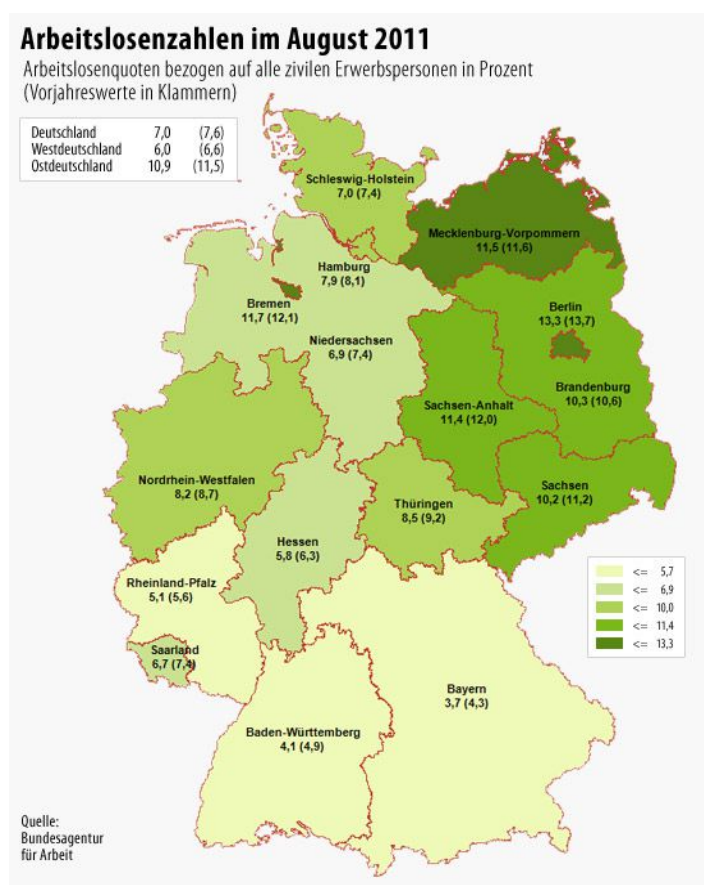 Arbeitslosenzahlen im August 2011
Arbeitslosenquoten bezogen auf alle zivilen Erwerbspersonen in Prozent
(Vorjahreswerte in Klammern)
Deutschland 7,0 (7,6)
Westdeutschland 6,0 (6,6)
Ostdeutschland 10,9 (11,5)
Schleswig-Holstein
7,0 (7,4)
Mecklenburg-Vorpommern
11,5 (11,6)
Hamburg
7,9 (8,1)
Bremen
11,7 (12,1)
Berlin
13,3 (13,7)
Niedersachsen
6,9 (7,4)
Brandenburg
10,3 (10,6)
Sachsen-Anhalt
11,4 (12,0)
Nordrhein-Westfalen
8,2 (8,7)
Sachsen
10,2 (11,2)
Thüringen
8,5 (9,2)
Hessen
5,8 (6,3)
Rheinland-Pfalz
5,1 (5,6)
<= 5,7
<= 6,9
<= 10,0
<= 11,4
<= 13,3
Saarland
6,7 (7,4)
Bayern
3,7 (4,3)
Baden-Württemberg
4,1 (4,9)
Quelle:
Bundesagentur
für Arbeit